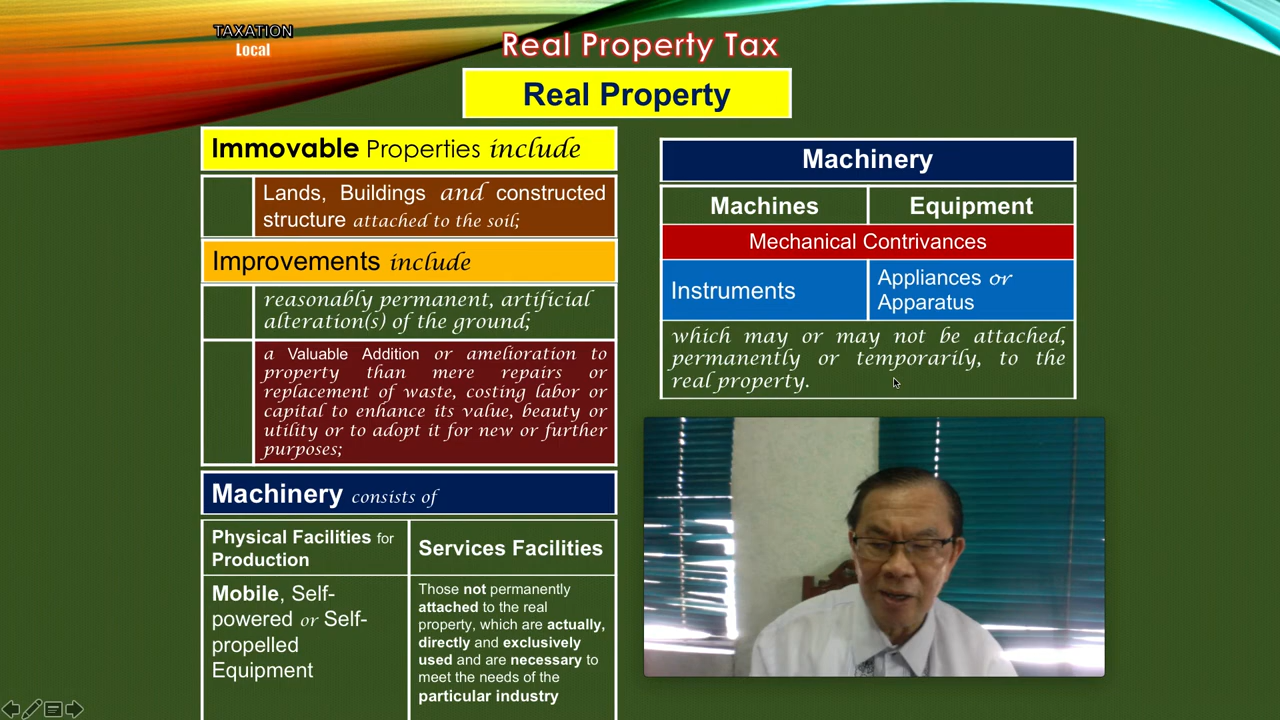 TAXATION
Local
Real Property Tax
Real Property
Immovable Properties include
Lands, Buildings and constructed
structure attached to the soil;
Improvements include
reasonably permanent, artificial
alteration(s) of the ground;
a Valuable Addition or amelioration to
property than mere repairs or
replacement of waste, costing labor or
capital to enhance its value, beauty or
utility or to adopt it for new or further
purposes;
Machinery consists of
Physical Facilities for
Production
Services Facilities
Mobile, Self-
powered or Self-
propelled
Equipment
Those not permanently
attached to the real
property, which are actually,
directly and exclusively
used and are necessary to
meet the needs of the
particular industry
Machinery
Machines
Equipment
Mechanical Contrivances
Instruments
Appliances or
Apparatus
which may or may not be attached,
permanently or temporarily, to the
real property.